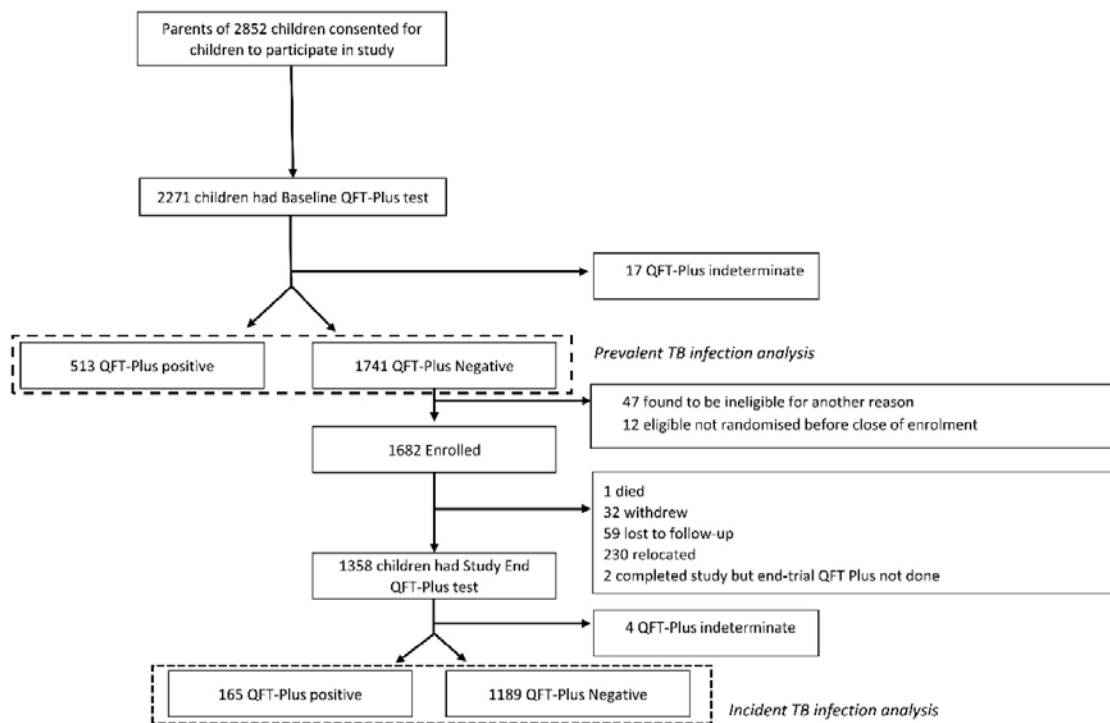 Parents of 2852 children consented for
children to participate in study
2271 children had Baseline QFT-Plus test
17 QFT-Plus indeterminate
513 QFT-Plus positive
1741 QFT-Plus Negative
Prevalent TB infection analysis
47 found to be ineligible for another reason
12 eligible not randomised before close of enrolment
1682 Enrolled
1 died
32 withdrew
59 lost to follow-up
230 relocated
2 completed study but end-trial QFT Plus not done
1358 children had Study End
QFT-Plus test
4 QFT-Plus indeterminate
165 QFT-Plus positive
1189 QFT-Plus Negative
Incident TB infection analysis